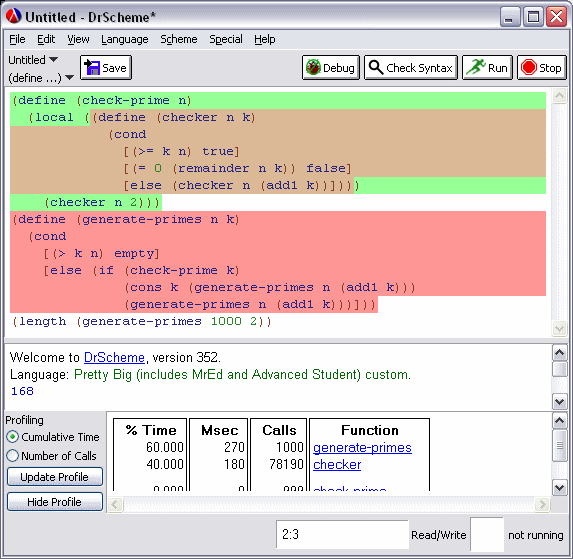 Untitled - DrScheme*
File Edit View Language Scheme Special Help
Untitled
(define ...)
Save
Debug
Check Syntax
Run
Stop
(define (check-prime n)
(local ((define (checker n k)
(cond
[(>= k n) true]
[(= 0 (remainder n k)) false]
[else (checker n (add1 k))])))
(checker n 2)))
(define (generate-primes n k)
(cond
[(> k n) empty]
[else (if (check-prime k)
(cons k (generate-primes n (add1 k)))
(generate-primes n (add1 k)))]))
(length (generate-primes 1000 2))
Welcome to DrScheme, version 352.
Language: Pretty Big (includes MrEd and Advanced Student) custom.
168
Profiling
Cumulative Time
Number of Calls
Update Profile
Hide Profile
% Time Msec Calls Function
60.000 270 1000 generate-primes
40.000 180 78190 checker
0.000 0 999 check-prime
2:3
Read/Write
not running